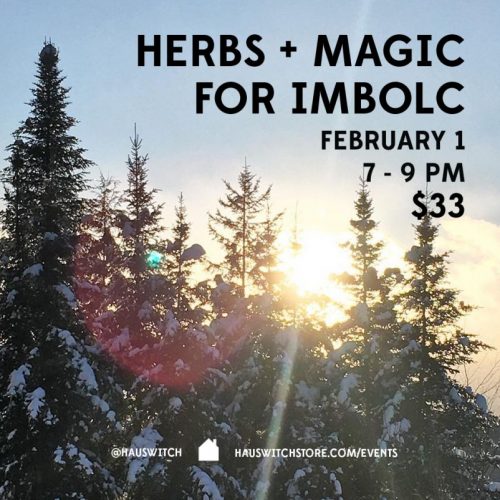 HERBS + MAGIC
FOR IMBOLC
FEBRUARY 1
7 - 9 PM
$33
@HAUSWITCH HAUSWITCHSTORE.COM/EVENTS